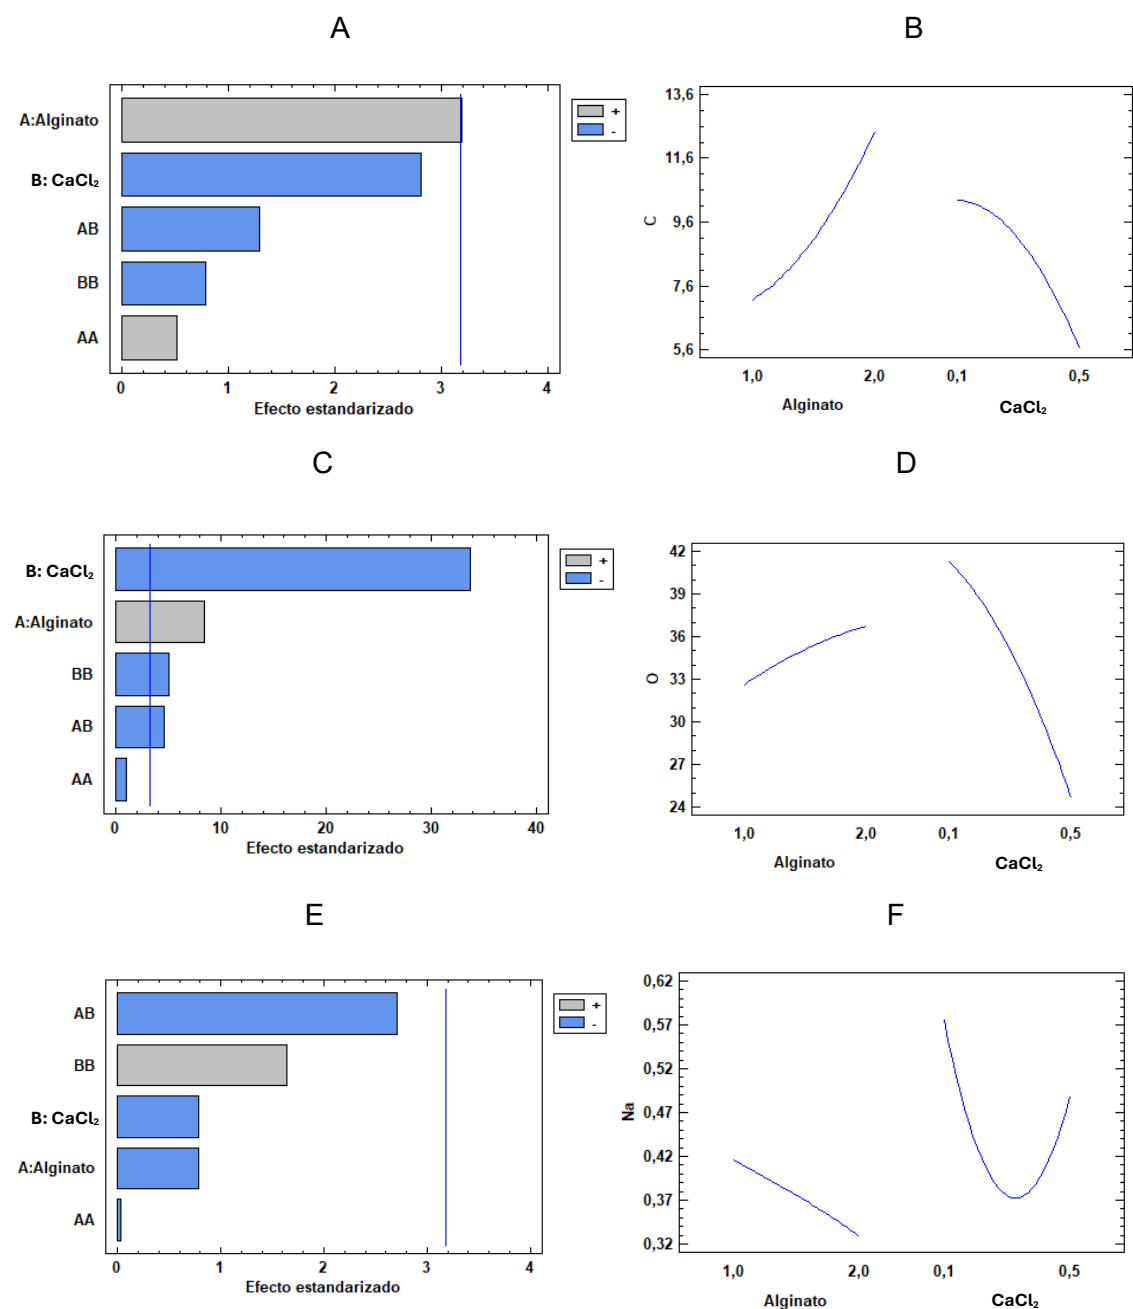 A
A:Alginato
B: CaCl₂
AB
BB
AA
0 1 2 3 4
Efecto estandarizado
+
-
B
C
13,6
11,6
9,6
7,6
5,6
1,0 2,0 0,1 0,5
Alginato CaCl₂
C
B: CaCl₂
A:Alginato
BB
AB
AA
0 10 20 30 40
Efecto estandarizado
+
-
D
O
42
39
36
33
30
27
24
1,0 2,0 0,1 0,5
Alginato CaCl₂
E
AB
BB
B: CaCl₂
A:Alginato
AA
0 1 2 3 4
Efecto estandarizado
+
-
F
Na
0,62
0,57
0,52
0,47
0,42
0,37
0,32
1,0 2,0 0,1 0,5
Alginato CaCl₂